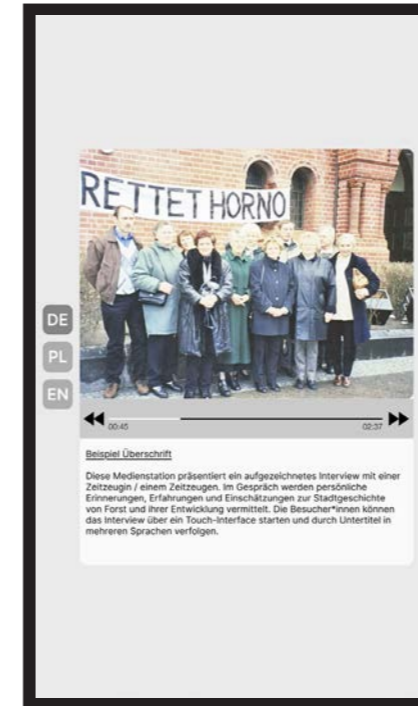 RETTET HORNO
DE
PL
EN
00:45
02:37
Beispiel Überschrift
Diese Medienstation präsentiert ein aufgezeichnetes Interview mit einer
Zeitzeugin / einem Zeitzeugen. Im Gespräch werden persönliche
Erinnerungen, Erfahrungen und Einschätzungen zur Stadtgeschichte
von Forst und ihrer Entwicklung vermittelt. Die Besucher*innen können
das Interview über ein Touch-Interface starten und durch Untertitel in
mehreren Sprachen verfolgen.